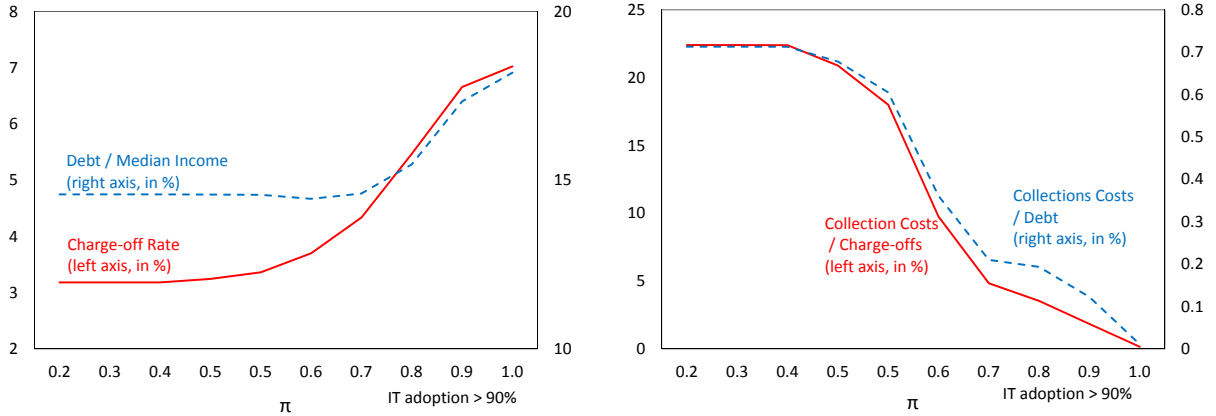 8
7
6
5
4
3
2
20
15
10
Debt / Median Income
(right axis, in %)
Charge-off Rate
(left axis, in %)
0.2 0.3 0.4 0.5 0.5 0.6 0.7 0.8 0.9 1.0
π
IT adoption > 90%
25
20
15
10
5
0
0.8
0.7
0.6
0.5
0.4
0.3
0.2
0.1
0
Collection Costs
/ Charge-offs
(left axis, in %)
Collections Costs
/ Debt
(right axis, in %)
0.2 0.3 0.4 0.5 0.5 0.6 0.7 0.8 0.9 1.0
π
IT adoption > 90%